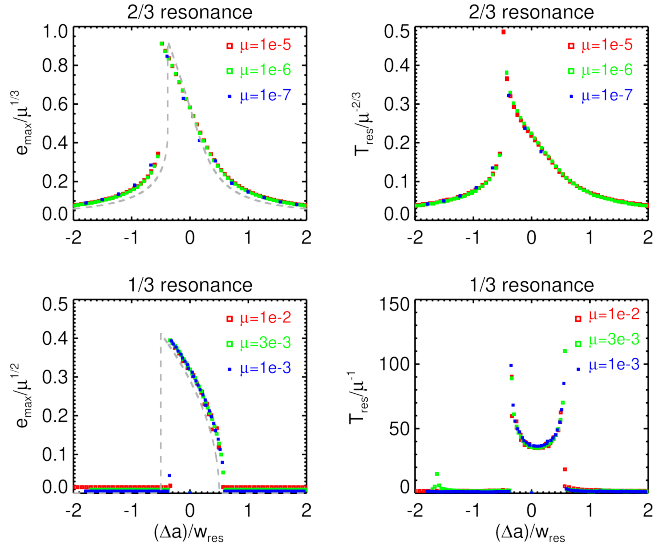 2/3 resonance
1.0
0.8
0.6
0.4
0.2
0.0
e_max/μ^1/3
μ=1e-5
μ=1e-6
μ=1e-7
-2 -1 0 1 2
2/3 resonance
0.5
0.4
0.3
0.2
0.1
0.0
T_res/μ^-2/3
μ=1e-5
μ=1e-6
μ=1e-7
-2 -1 0 1 2
1/3 resonance
0.4
0.3
0.2
0.1
0.0
e_max/μ^1/2
μ=1e-2
μ=3e-3
μ=1e-3
-2 -1 0 1 2
(Δa)/w_res
1/3 resonance
150
100
50
0
T_res/μ^-1
μ=1e-2
μ=3e-3
μ=1e-3
-2 -1 0 1 2
(Δa)/w_res